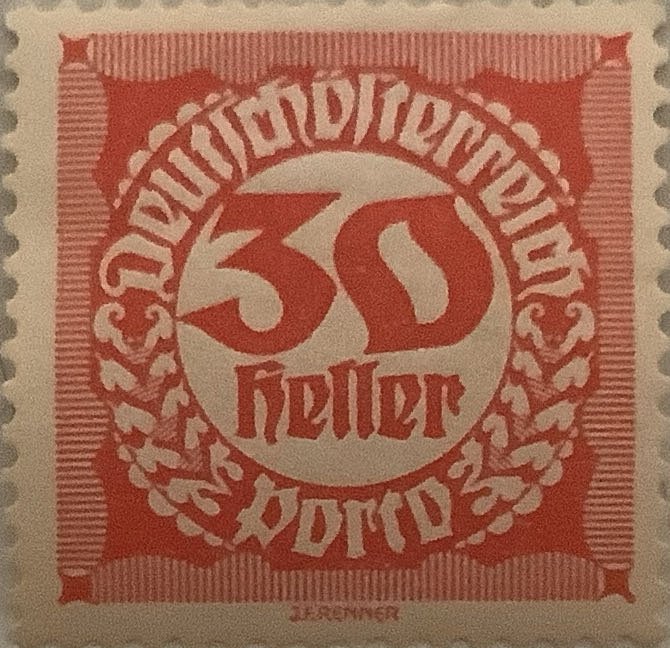 Deutschösterreich
30
Heller
Porto
J.F.RENNER